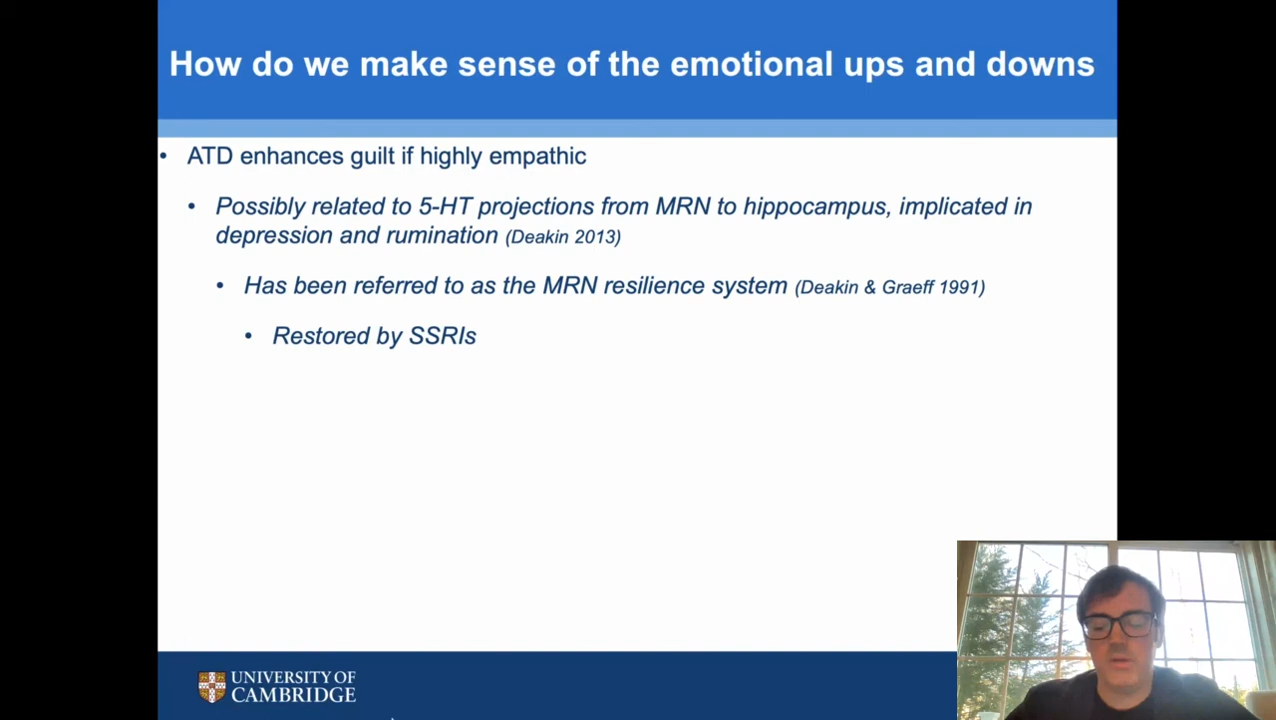 How do we make sense of the emotional ups and downs
• ATD enhances guilt if highly empathic
• Possibly related to 5-HT projections from MRN to hippocampus, implicated in
depression and rumination (Deakin 2013)
• Has been referred to as the MRN resilience system (Deakin & Graeff 1991)
• Restored by SSRIs
UNIVERSITY OF
CAMBRIDGE